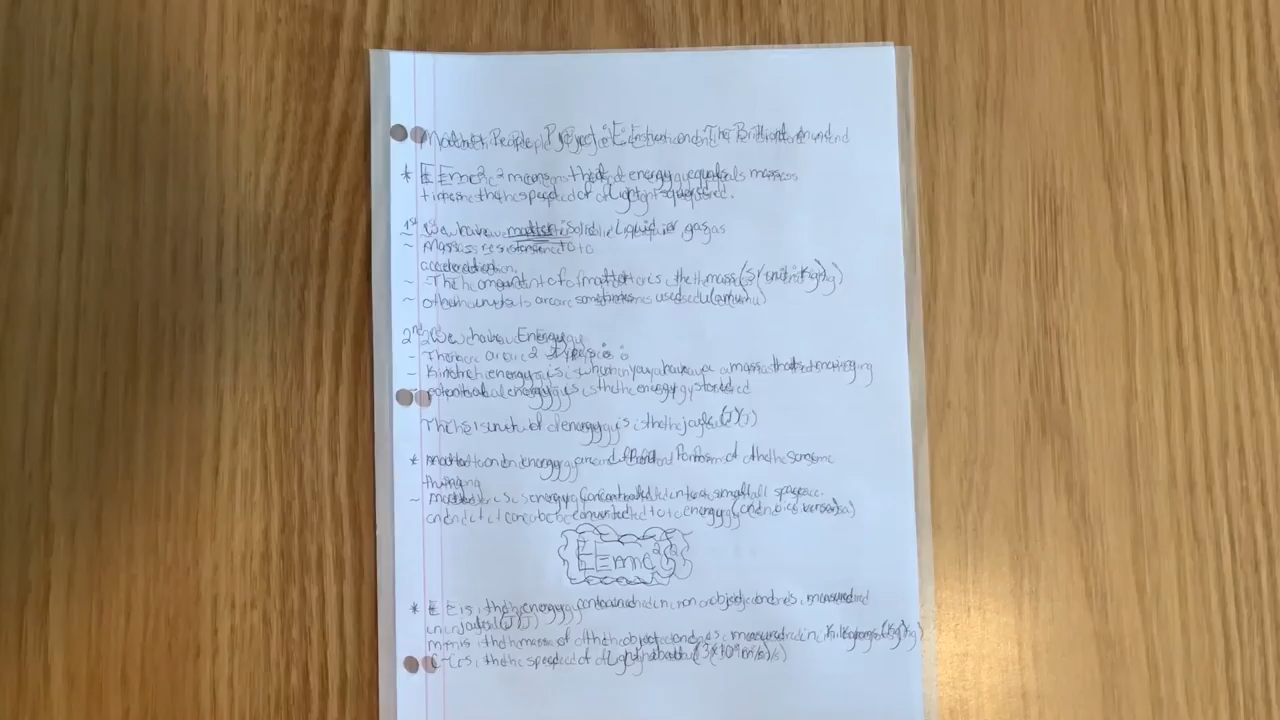 Modern People Project: Einstein and The Brilliant mind
* E=mc² means that energy equals mass
times the speed of light squared.
1st We have matter: Solid, Liquid or gas
~ Mass: resistance to
acceleration.
~ The amount of matter is the mass (SI unit: Kg)
~ other units are sometimes used (amu)
2nd We have Energy
~ There are 2 types:
~ Kinetic energy is when you have a mass that's moving
~ potential energy is the energy stored
The SI unit of energy is the joule (J)
* matter and energy are different forms of the same
thing
~ matter is energy concentrated into a small space.
and it can be converted to energy (and vice versa)
E=mc²
* E is the energy contained in an object and is measured
in joules (J)
m is the mass of the object and is measured in Kilograms (Kg)
C is the speed of light about (3x10⁸ m/s)